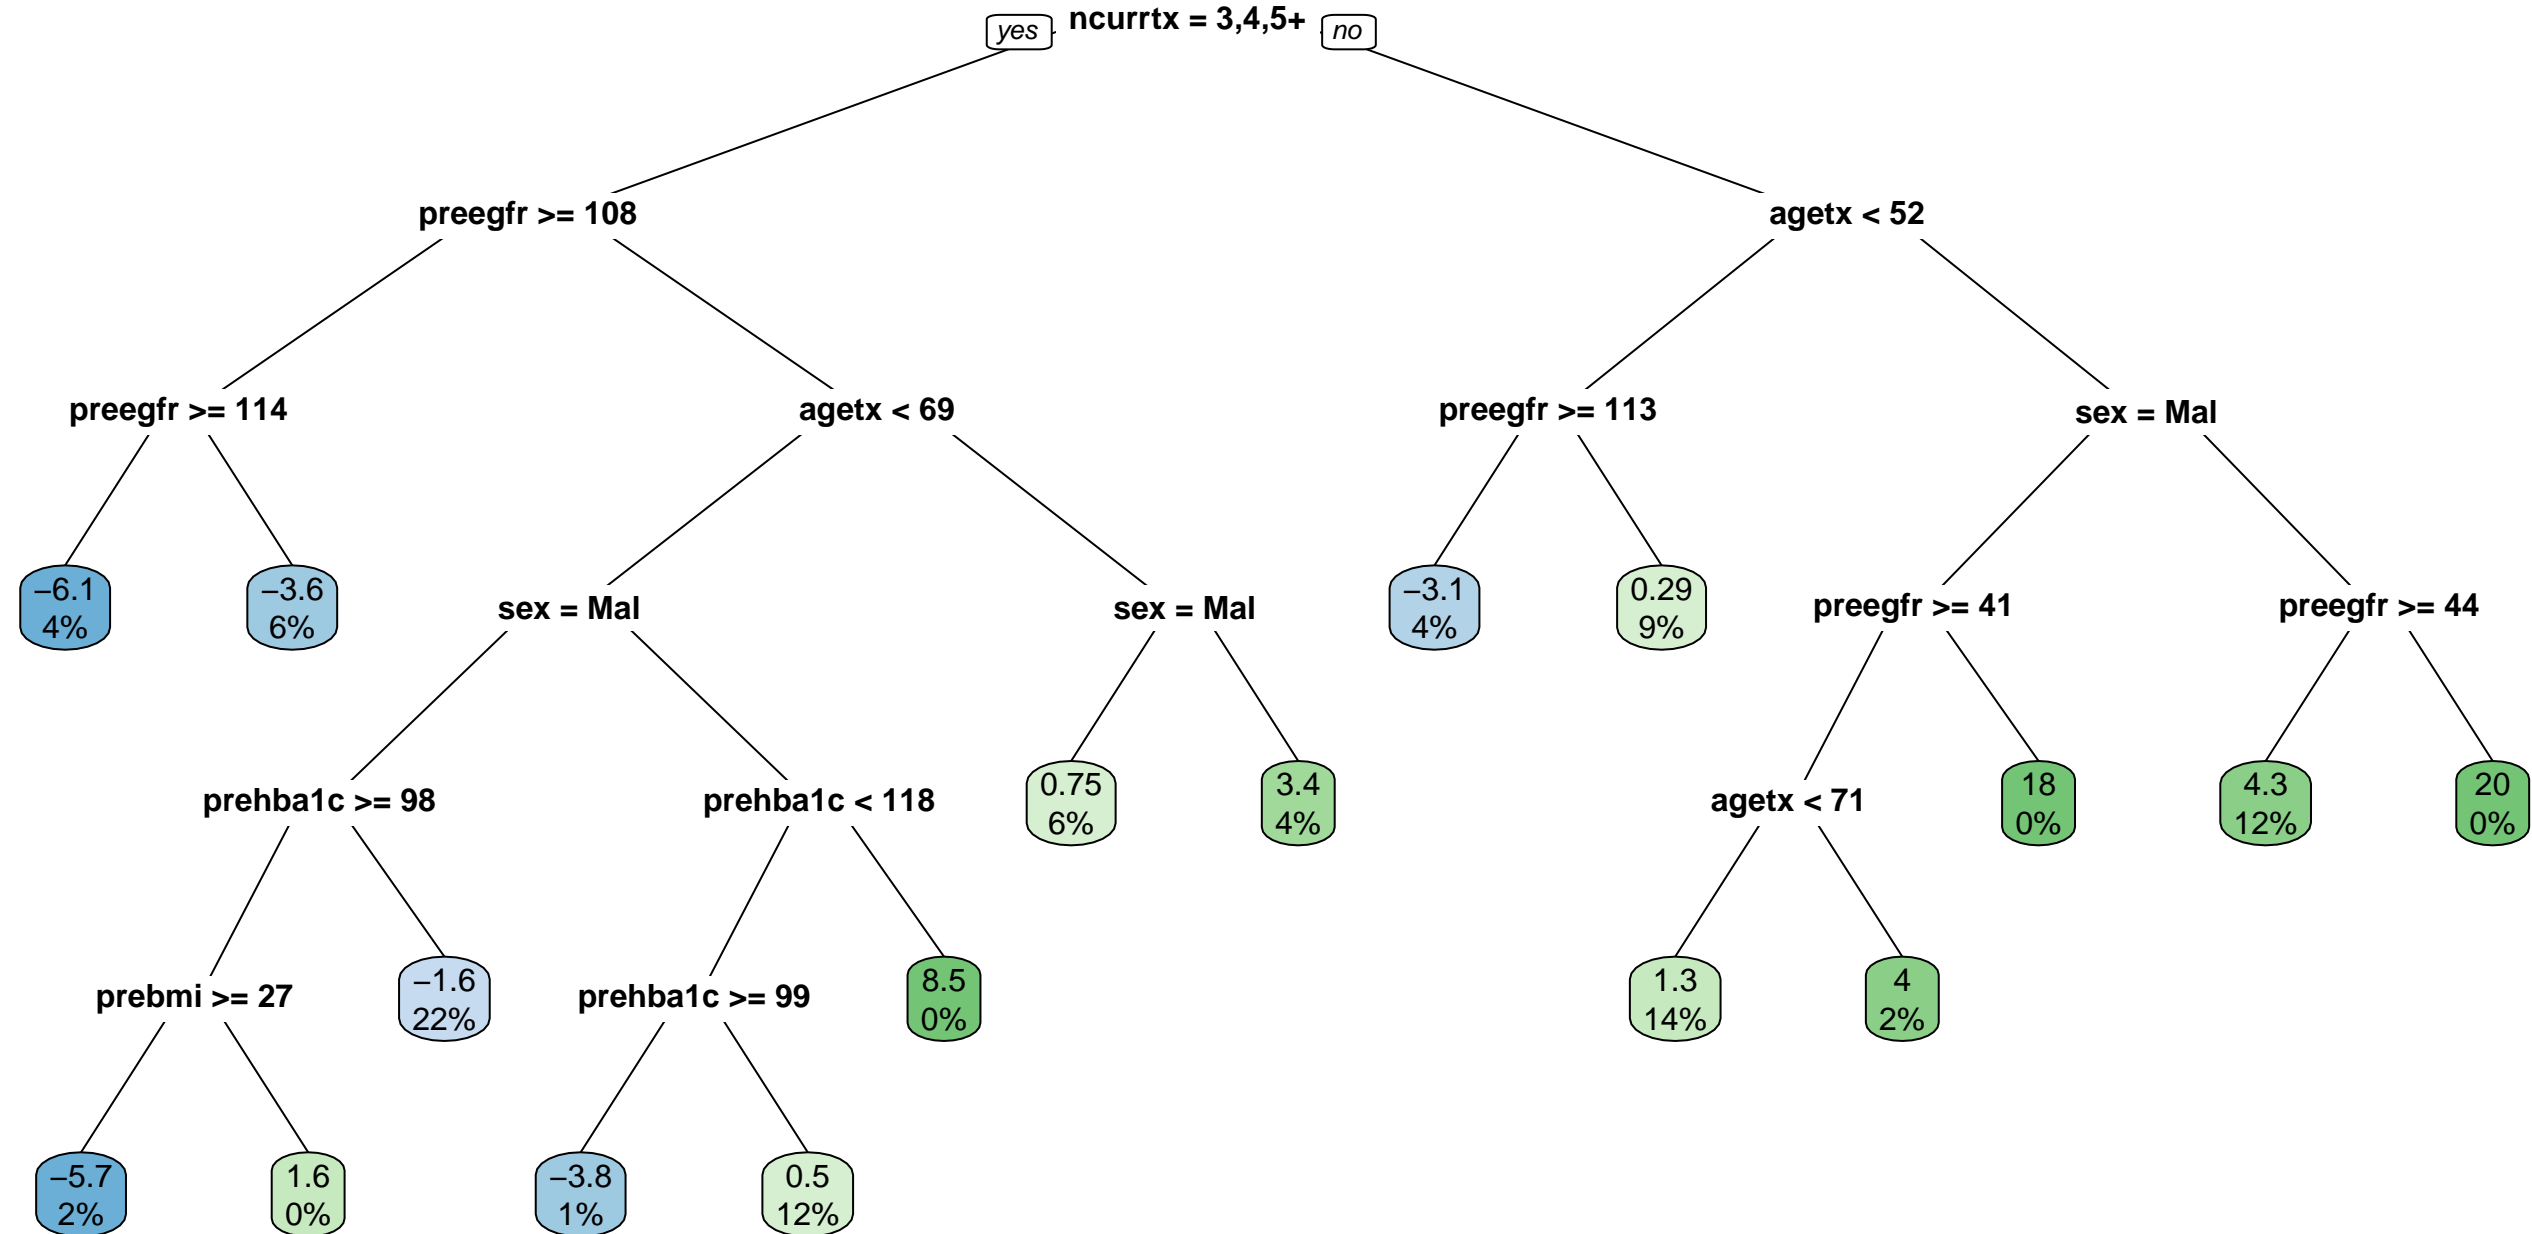 yes ncurrtx = 3,4,5+ no
preegfr >= 108
agetx < 52
preegfr >= 114
agetx < 69
preegfr >= 113
sex = Mal
–6.1
4%
–3.6
6%
sex = Mal
sex = Mal
–3.1
4%
0.29
9%
preegfr >= 41
preegfr >= 44
prehba1c >= 98
prehba1c < 118
0.75
6%
3.4
4%
agetx < 71
18
0%
4.3
12%
20
0%
prebmi >= 27
–1.6
22%
prehba1c >= 99
8.5
0%
1.3
14%
4
2%
–5.7
2%
1.6
0%
–3.8
1%
0.5
12%